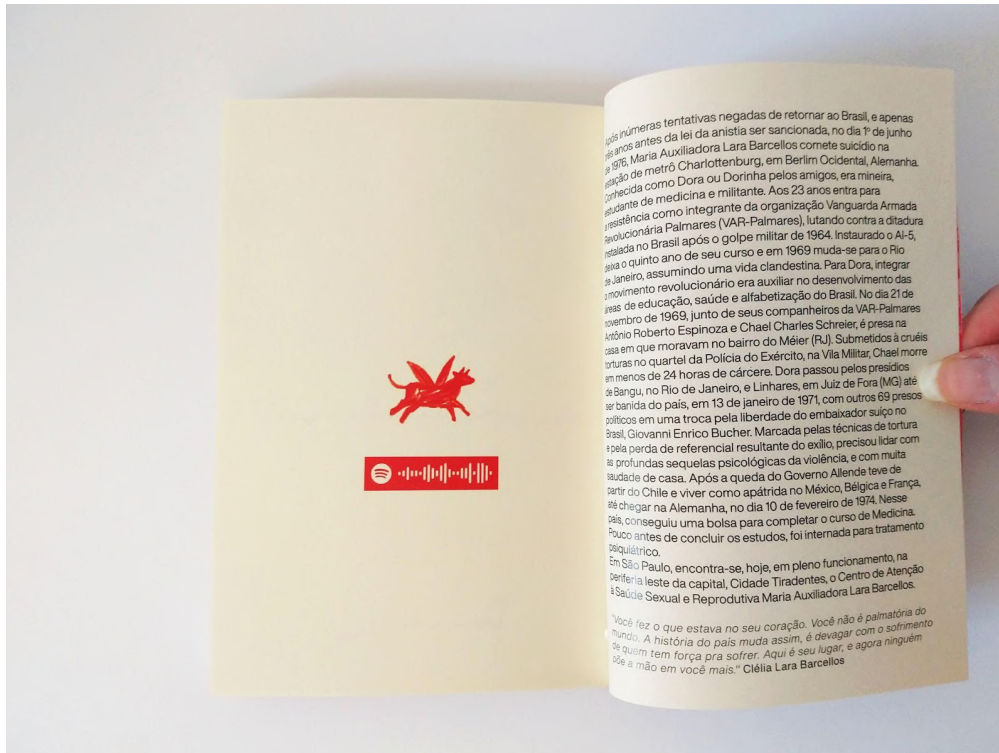 Após inúmeras tentativas negadas de retornar ao Brasil, e apenas
três anos antes da lei da anistia ser sancionada, no dia 1º de junho
de 1976, Maria Auxiliadora Lara Barcellos comete suicídio na
estação de metrô Charlottenburg, em Berlim Ocidental, Alemanha.
Conhecida como Dora ou Dorinha pelos amigos, era mineira,
estudante de medicina e militante. Aos 23 anos entra para
a resistência como integrante da organização Vanguarda Armada
Revolucionária Palmares (VAR-Palmares), lutando contra a ditadura
instalada no Brasil após o golpe militar de 1964. Instaurado o AI-5,
deixa o quinto ano de seu curso e em 1969 muda-se para o Rio
de Janeiro, assumindo uma vida clandestina. Para Dora, integrar
o movimento revolucionário era auxiliar no desenvolvimento das
áreas de educação, saúde e alfabetização do Brasil. No dia 21 de
novembro de 1969, junto de seus companheiros da VAR-Palmares
Antônio Roberto Espinoza e Chael Charles Schreier, é presa na
casa em que moravam no bairro do Méier (RJ). Submetidos à cruéis
torturas no quartel da Polícia do Exército, na Vila Militar, Chael morre
em menos de 24 horas de cárcere. Dora passou pelos presídios
de Bangu, no Rio de Janeiro, e Linhares, em Juiz de Fora (MG) até
ser banida do país, em 13 de janeiro de 1971, com outros 69 presos
políticos em uma troca pela liberdade do embaixador suíço no
Brasil, Giovanni Enrico Bucher. Marcada pelas técnicas de tortura
e pela perda de referencial resultante do exílio, precisou lidar com
as profundas sequelas psicológicas da violência, e com muita
saudade de casa. Após a queda do Governo Allende teve de
partir do Chile e viver como apátrida no México, Bélgica e França,
até chegar na Alemanha, no dia 10 de fevereiro de 1974. Nesse
país, conseguiu uma bolsa para completar o curso de Medicina.
Pouco antes de concluir os estudos, foi internada para tratamento
psiquiátrico.
Em São Paulo, encontra-se, hoje, em pleno funcionamento, na
periferia leste da capital, Cidade Tiradentes, o Centro de Atenção
à Saúde Sexual e Reprodutiva Maria Auxiliadora Lara Barcellos.
"Você fez o que estava no seu coração. Você não é palmatória do
mundo. A história do país muda assim, é devagar com o sofrimento
de quem tem força pra sofrer. Aqui é seu lugar, e agora ninguém
põe a mão em você mais." Clélia Lara Barcellos